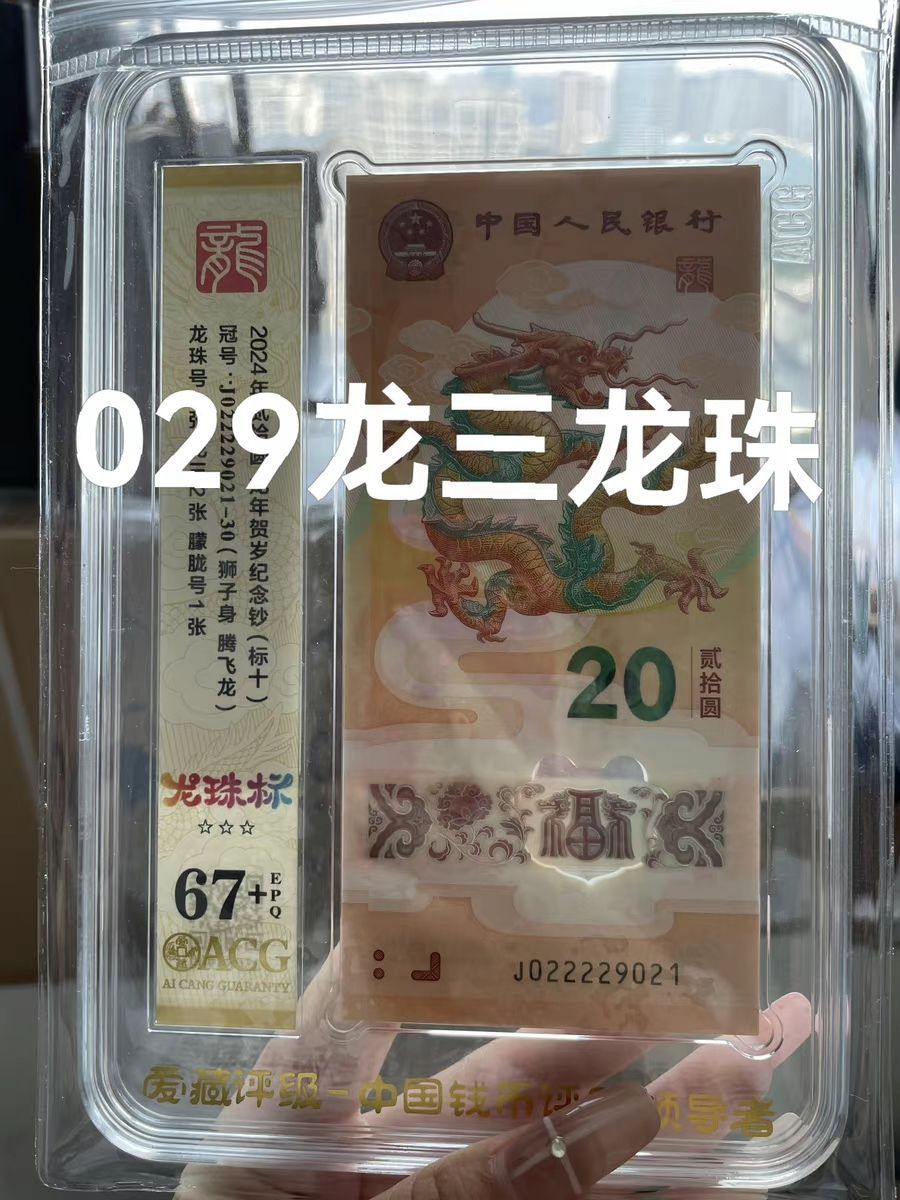 029龙三龙珠
龍
2024年 年贺岁纪念钞(标十)
冠号:J022229021-30(狮子身 腾飞龙)
龙珠号 2张 朦胧号1张
龙珠标
☆☆☆
67+
EPQ
ACG
AI CANG GUARANTY
中国人民银行
龍
20
贰拾圆
福
J022229021
ACG
爱藏评级-中国钱币评 领导者